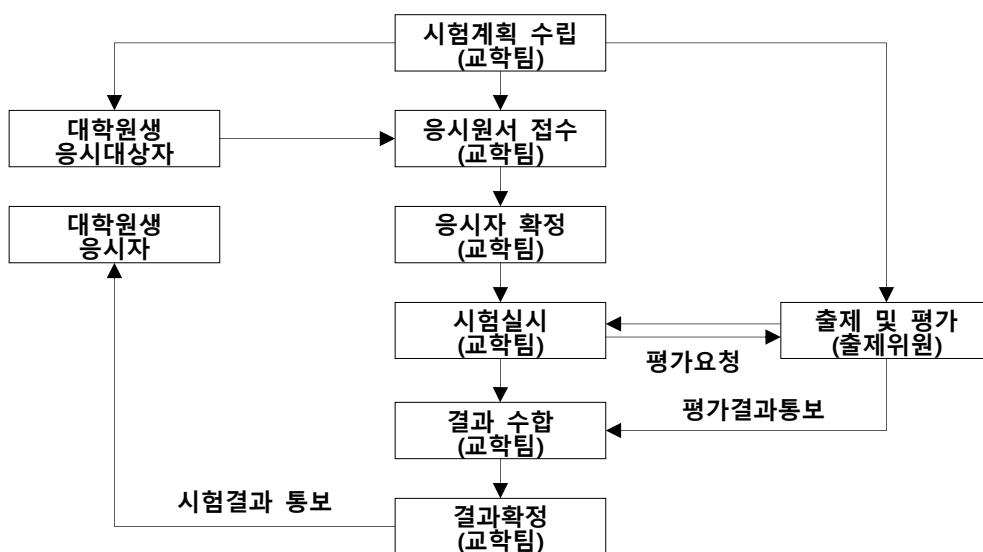 시험계획 수립
(교학팀)
대학원생
응시대상자
응시원서 접수
(교학팀)
대학원생
응시자
응시자 확정
(교학팀)
시험실시
(교학팀)
출제 및 평가
(출제위원)
평가요청
결과 수합
(교학팀)
평가결과통보
시험결과 통보
결과확정
(교학팀)